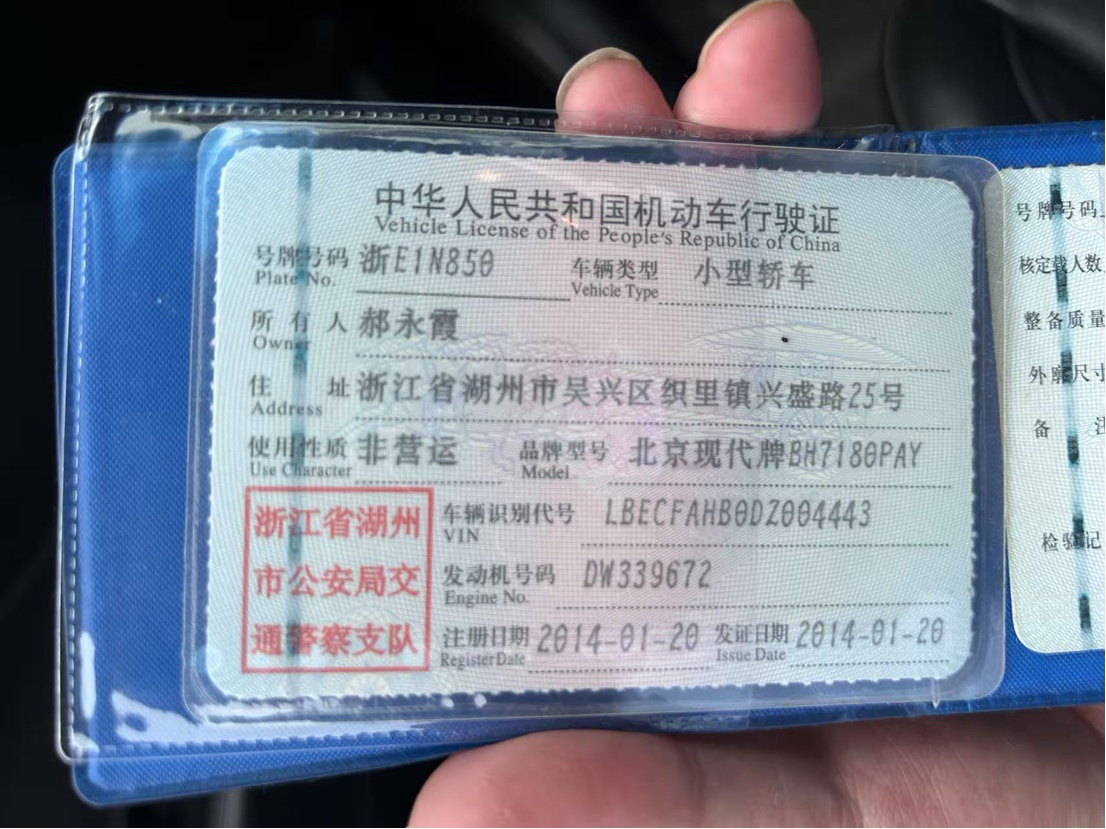 中华人民共和国机动车行驶证
Vehicle License of the People's Republic of China
号牌号码 浙E1N850 车辆类型 小型轿车
Plate No. Vehicle Type
所有人 郝永霞
Owner
住址 浙江省湖州市吴兴区织里镇兴盛路25号
Address
使用性质 非营运 品牌型号 北京现代牌BH7180PAY
Use Character Model
浙江省湖州
市公安局交
通警察支队
车辆识别代号 LBECFAHB0DZ004443
VIN
发动机号码 DW339672
Engine No.
注册日期 2014-01-20 发证日期 2014-01-20
Register Date Issue Date
号牌号码
核定载人数
整备质量
外廓尺寸
备注
检验记